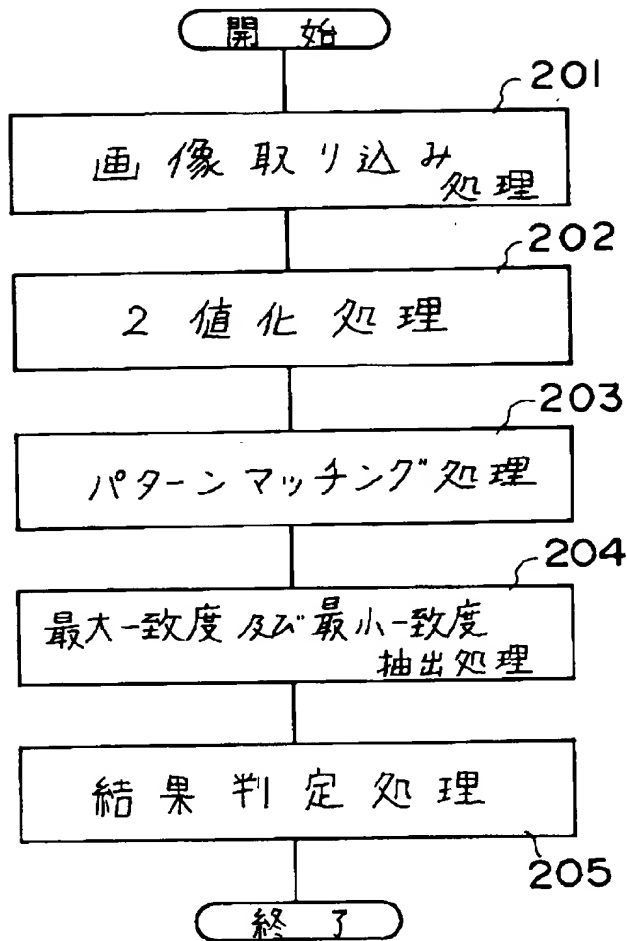 開始
201
画像取り込み
処理
202
2値化処理
203
パターンマッチング処理
204
最大一致度及び最小一致度
抽出処理
結果判定処理
205
終了